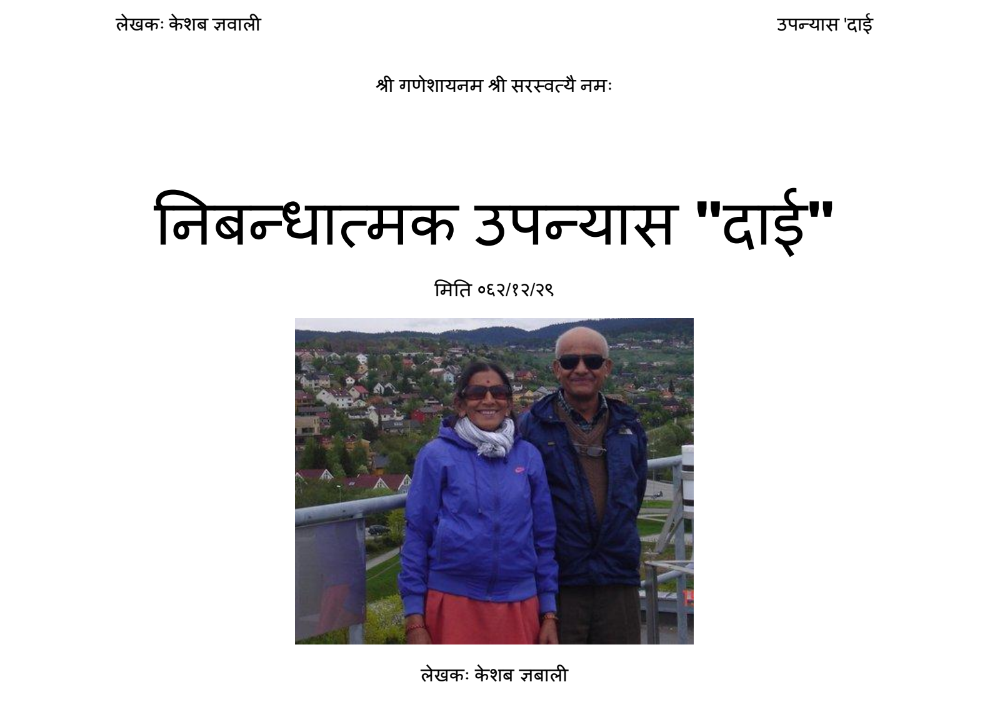 लेखकः केशब ज्ञवाली उपन्यास 'दाई
श्री गणेशायनम श्री सरस्वत्यै नमः
निबन्धात्मक उपन्यास "दाई"
मिति ०६२/१२/२९
लेखकः केशब ज्ञबाली